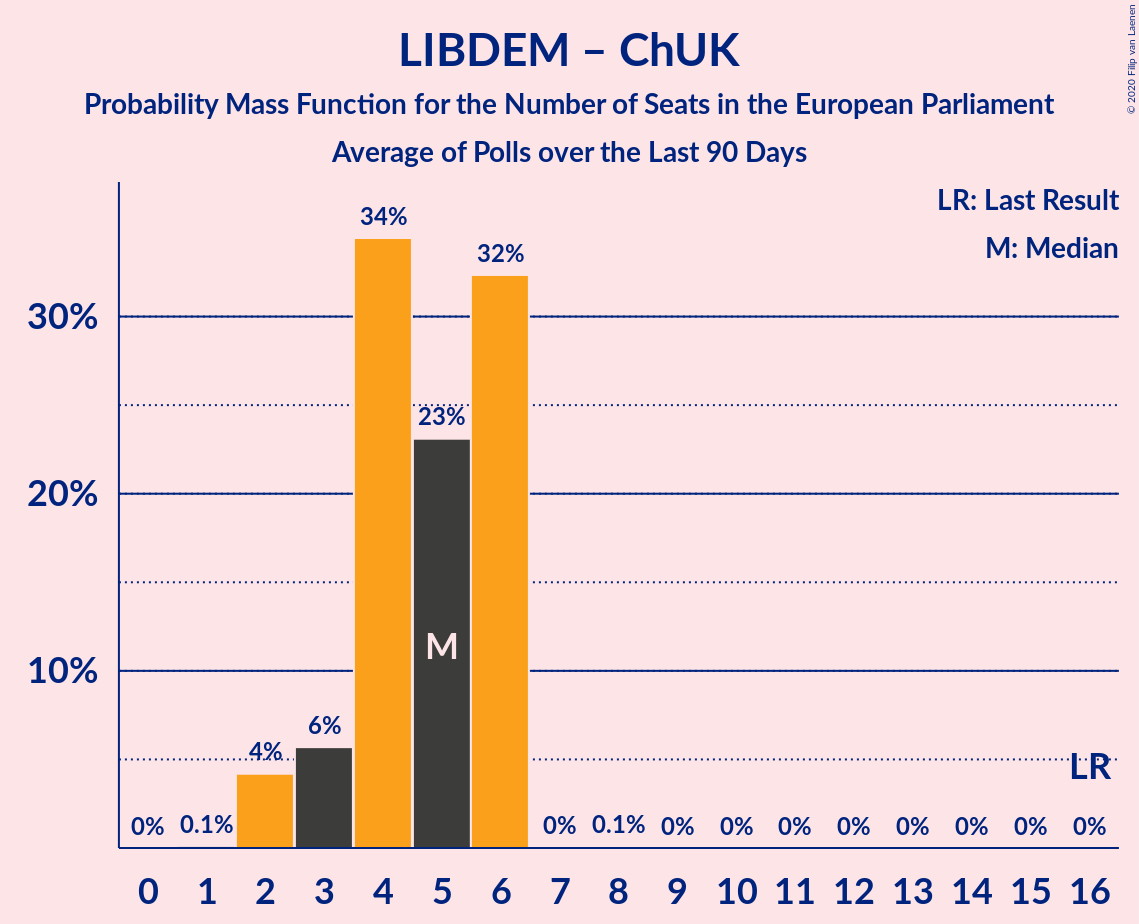 LIBDEM – ChUK
Probability Mass Function for the Number of Seats in the European Parliament
Average of Polls over the Last 90 Days
© 2020 Filip van Laenen
LR: Last Result
M: Median
34%
32%
30%
23%
20%
M
10%
6%
4%
LR
0% 0.1% 0% 0.1% 0% 0% 0% 0% 0% 0% 0% 0%
0 1 2 3 4 5 6 7 8 9 10 11 12 13 14 15 16